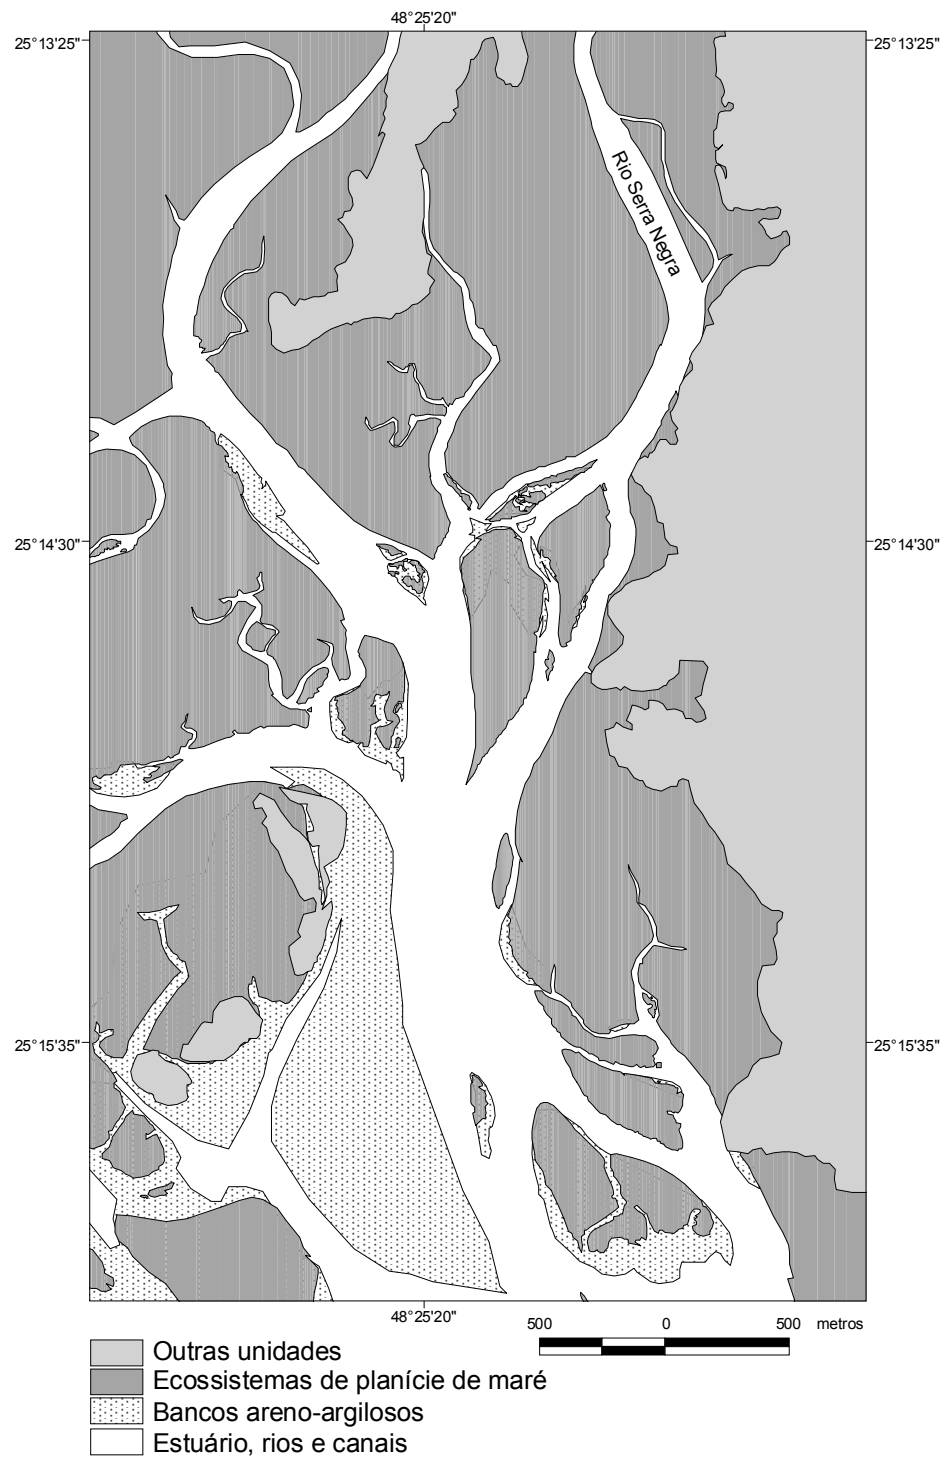 48°25'20"
25°13'25"
25°13'25"
Rio Serra Negra
25°14'30"
25°14'30"
25°15'35"
25°15'35"
48°25'20"
500 0 500 metros
Outras unidades
Ecossistemas de planície de maré
Bancos areno-argilosos
Estuário, rios e canais